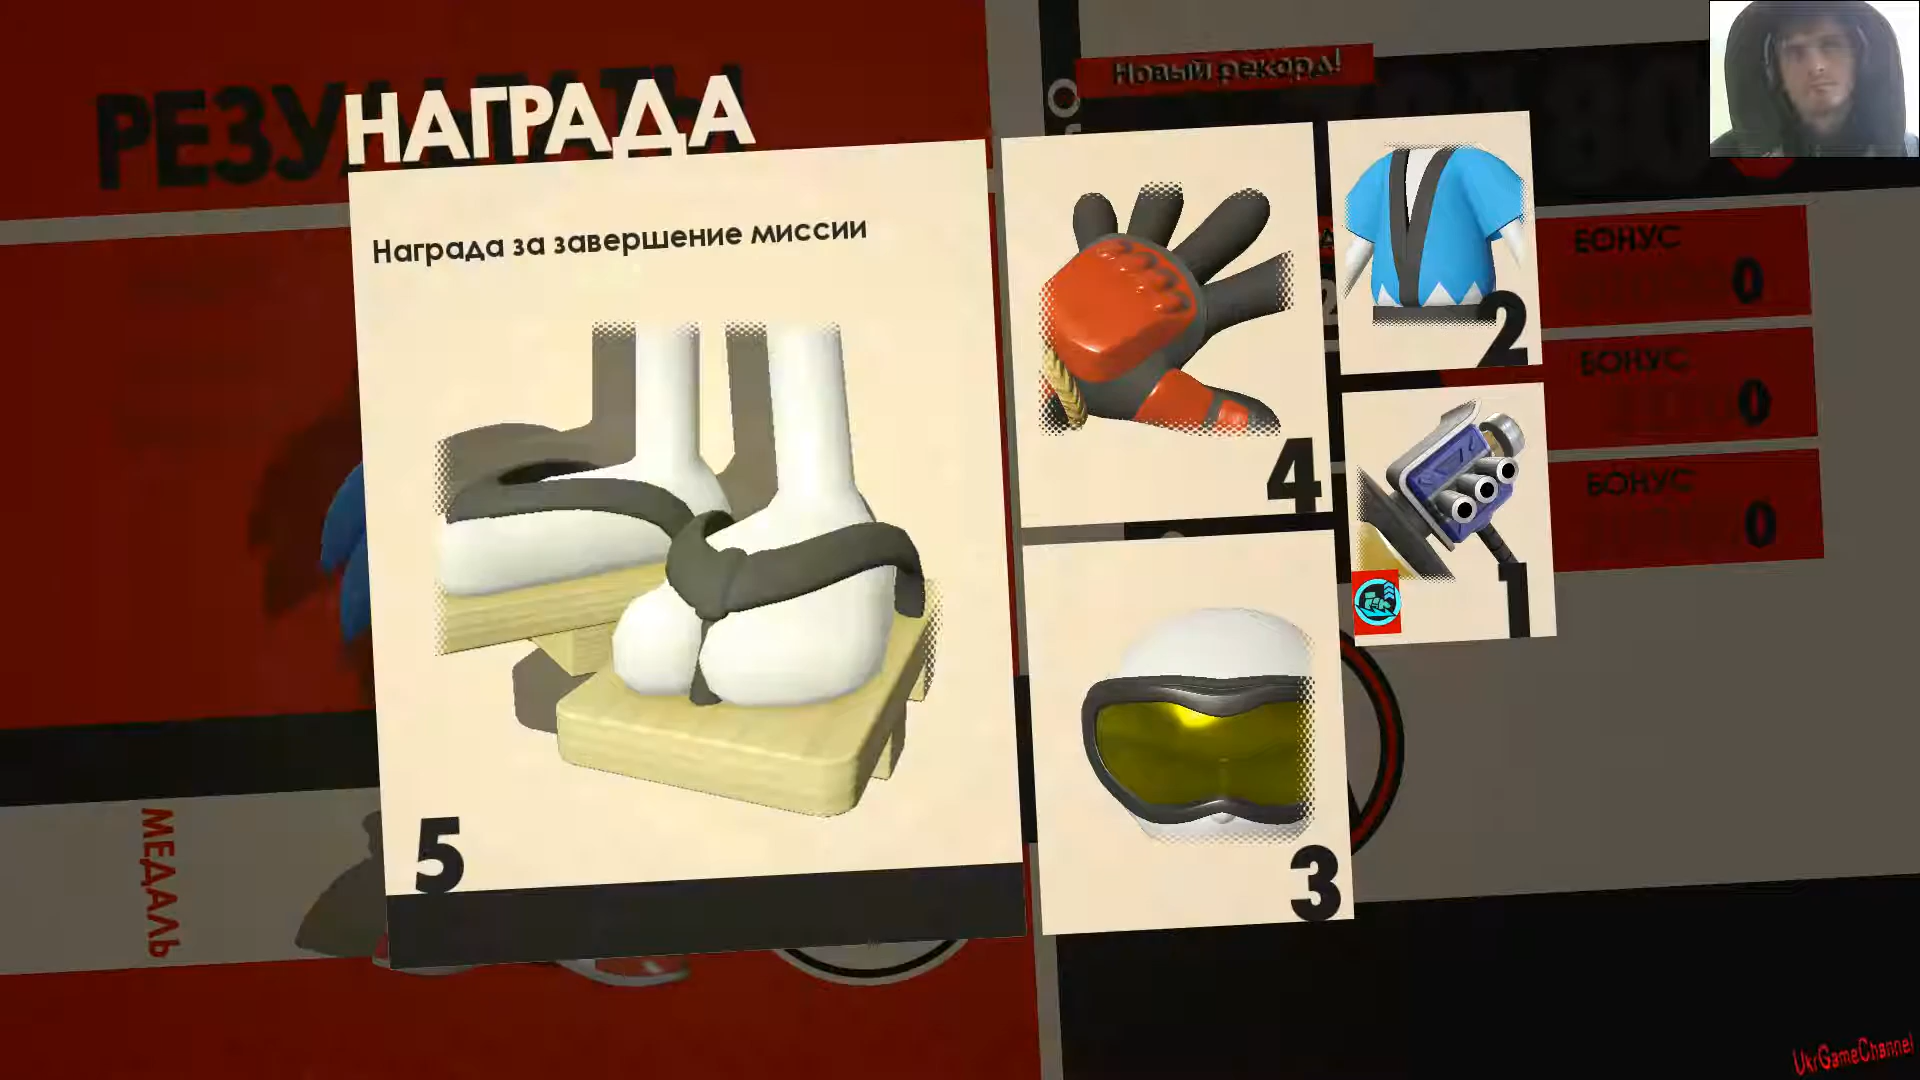 РЕЗУ
НАГРАДА
Новый рекорд!
Награда за завершение миссии
5
4
2
1
3
БОНУС
0
БОНУС
0
БОНУС
0
МЕДАЛЬ
UkrGameChannel